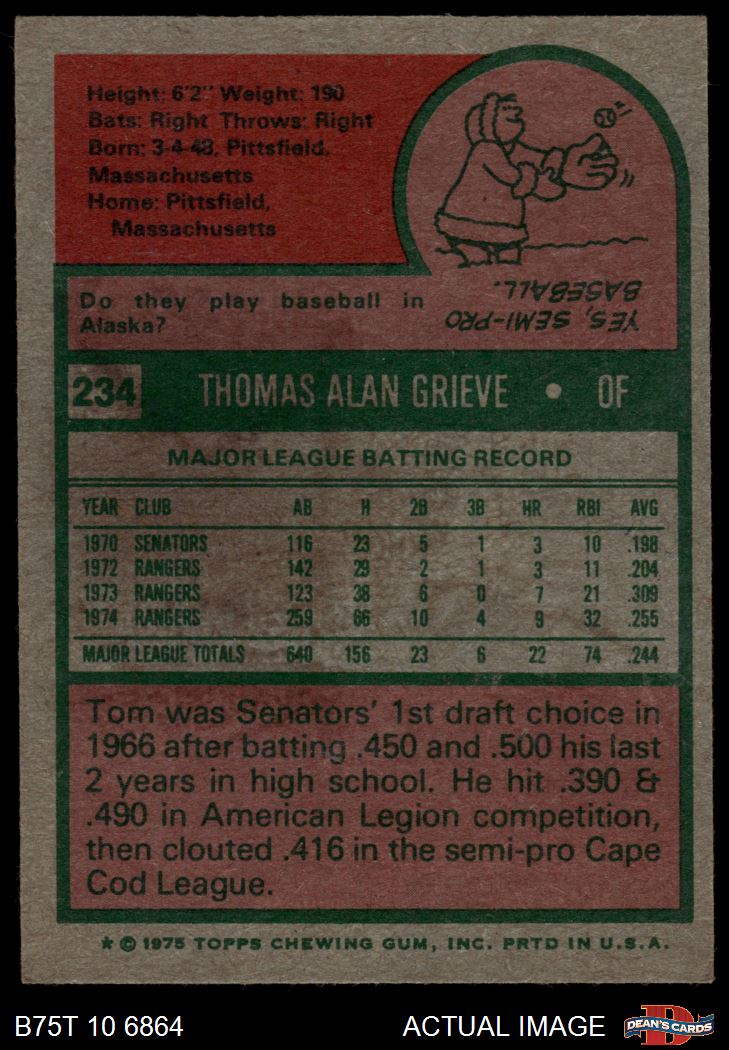 Height: 6'2" Weight: 190
Bats: Right Throws: Right
Born: 3-4-48, Pittsfield,
Massachusetts
Home: Pittsfield,
Massachusetts
Do they play baseball in
Alaska?
YES, SEMI-PRO
BASEBALL.
234 THOMAS ALAN GRIEVE • OF
MAJOR LEAGUE BATTING RECORD
YEAR CLUB AB H 2B 3B HR RBI AVG
1970 SENATORS 116 23 5 1 3 10 .198
1972 RANGERS 142 29 2 1 3 11 .204
1973 RANGERS 123 38 6 0 7 21 .309
1974 RANGERS 259 66 10 4 9 32 .255
MAJOR LEAGUE TOTALS 640 156 23 6 22 74 .244
Tom was Senators' 1st draft choice in
1966 after batting .450 and .500 his last
2 years in high school. He hit .390 &
.490 in American Legion competition,
then clouted .416 in the semi-pro Cape
Cod League.
* © 1975 TOPPS CHEWING GUM, INC. PRTD IN U.S.A.
B75T 10 6864 ACTUAL IMAGE DEAN'S CARDS